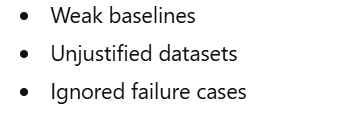 • Weak baselines
• Unjustified datasets
• Ignored failure cases